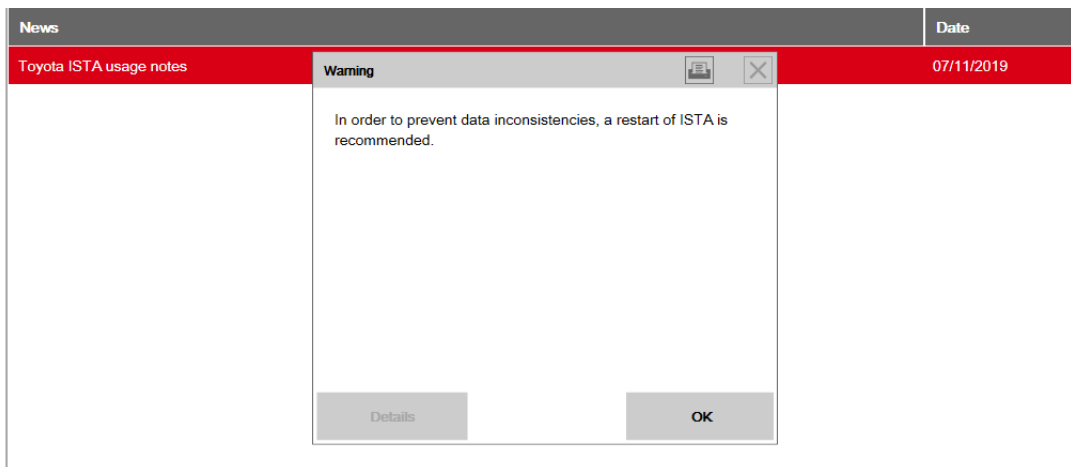 News Date
Toyota ISTA usage notes 07/11/2019
Warning
In order to prevent data inconsistencies, a restart of ISTA is
recommended.
Details OK